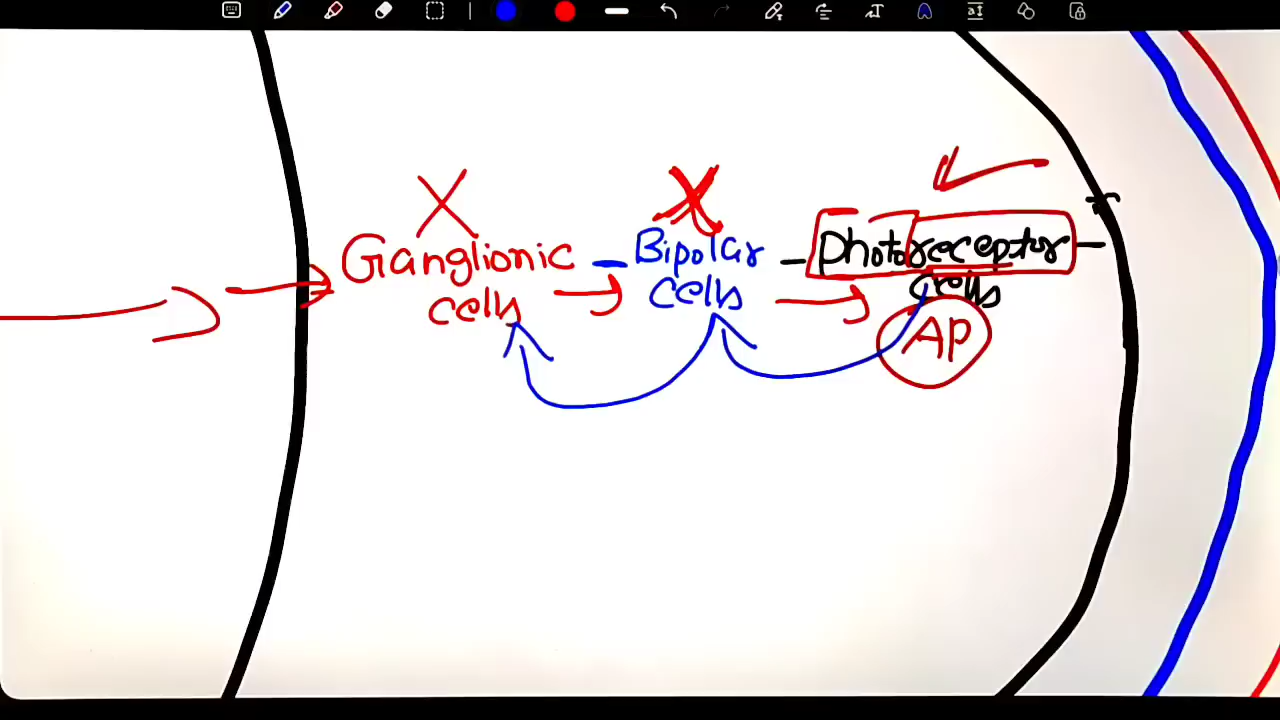 Ganglionic
cells
Bipolar
cells
Photoreceptor
cells
AP